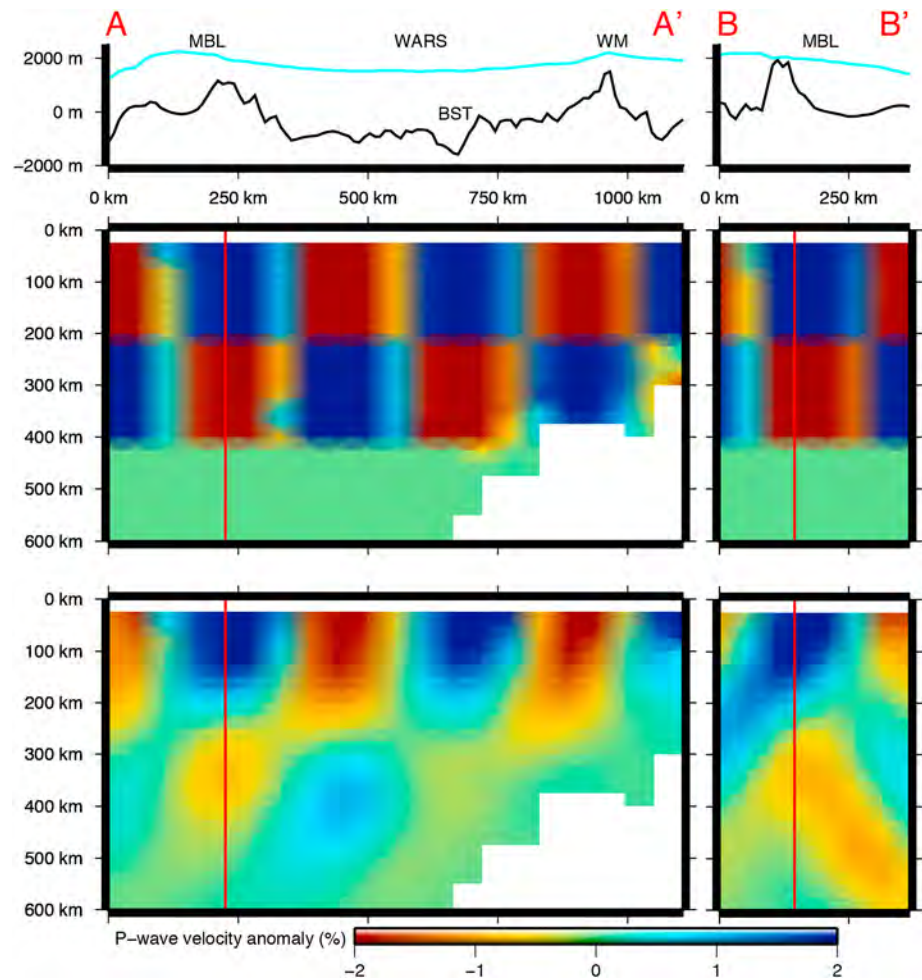 A A' B B'
MBL WARS WM MBL
2000 m
0 m
BST
−2000 m
0 km 250 km 500 km 750 km 1000 km 0 km 250 km
0 km
100 km
200 km
300 km
400 km
500 km
600 km
0 km
100 km
200 km
300 km
400 km
500 km
600 km
P−wave velocity anomaly (%)
−2 −1 0 1 2